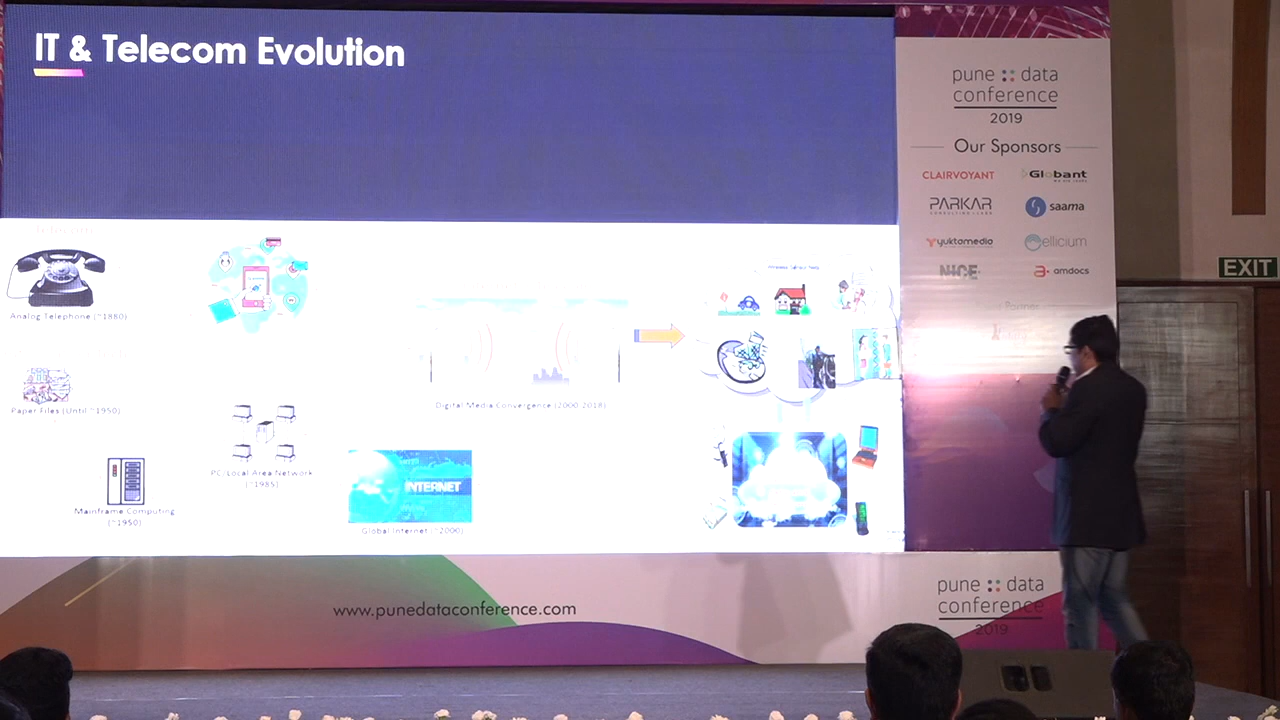 IT & Telecom Evolution
Analog Telephone (~1880)
Paper Files (Until ~1950)
Mainframe Computing
(~1950)
PC/Local Area Network
(~1985)
INTERNET
Global Internet (~2000)
Digital Media Convergence (2000-2018)
pune :: data
conference
2019
Our Sponsors
CLAIRVOYANT
Globant
PARKAR
saama
yuktamedia
ellicium
NICE
amdocs
Partner
EXIT
www.punedataconference.com
pune :: data
conference
2019